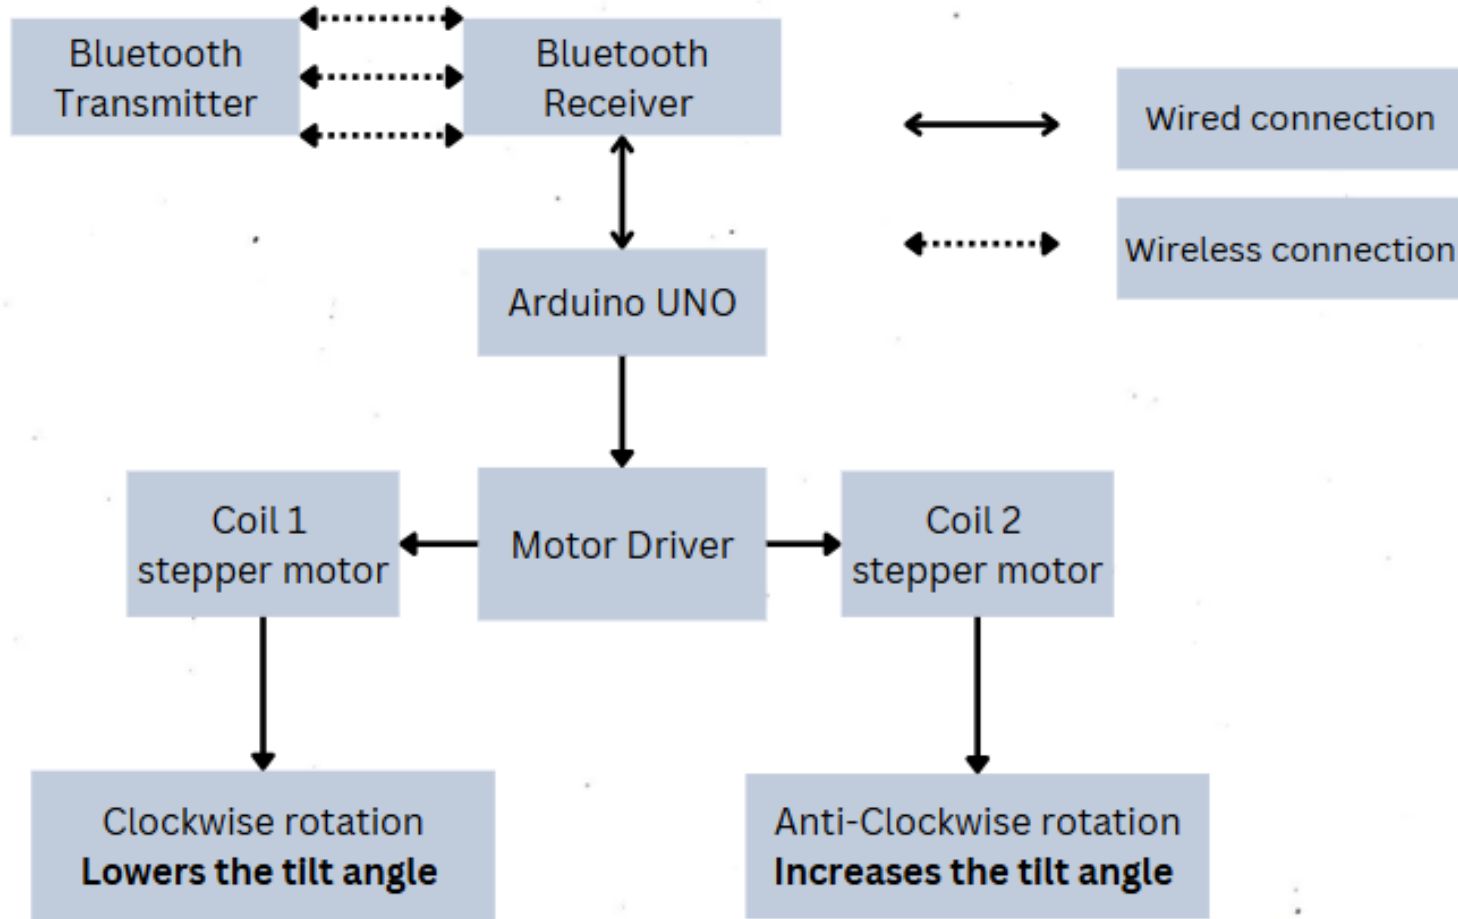 Bluetooth
Transmitter
Bluetooth
Receiver
Wired connection
Wireless connection
Arduino UNO
Coil 1
stepper motor
Motor Driver
Coil 2
stepper motor
Clockwise rotation
Lowers the tilt angle
Anti-Clockwise rotation
Increases the tilt angle